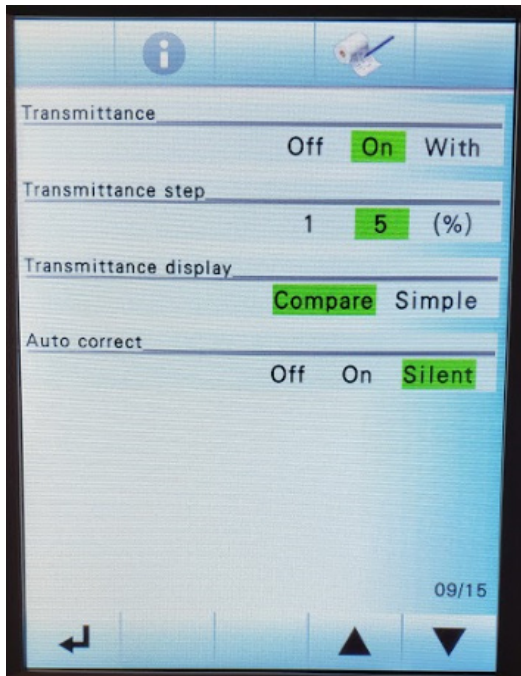 Transmittance
Off On With
Transmittance step
1 5 (%)
Transmittance display
Compare Simple
Auto correct
Off On Silent
09/15